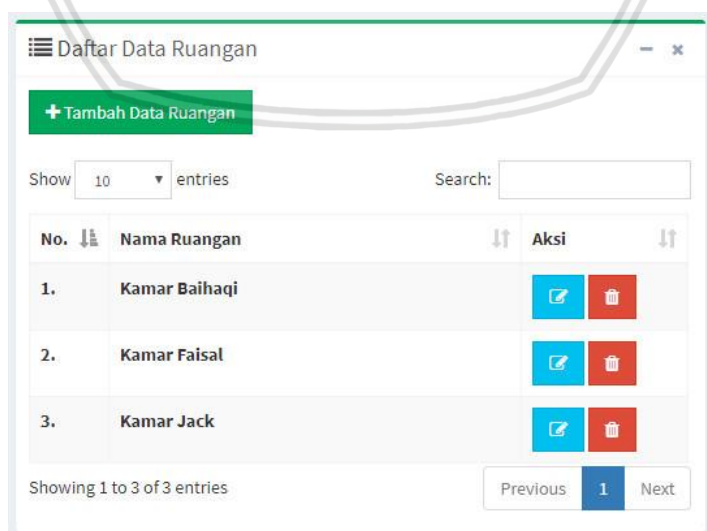 Daftar Data Ruangan
Tambah Data Ruangan
Show 10 entries Search:
No. Nama Ruangan Aksi
1. Kamar Baihaqi
2. Kamar Faisal
3. Kamar Jack
Showing 1 to 3 of 3 entries Previous 1 Next